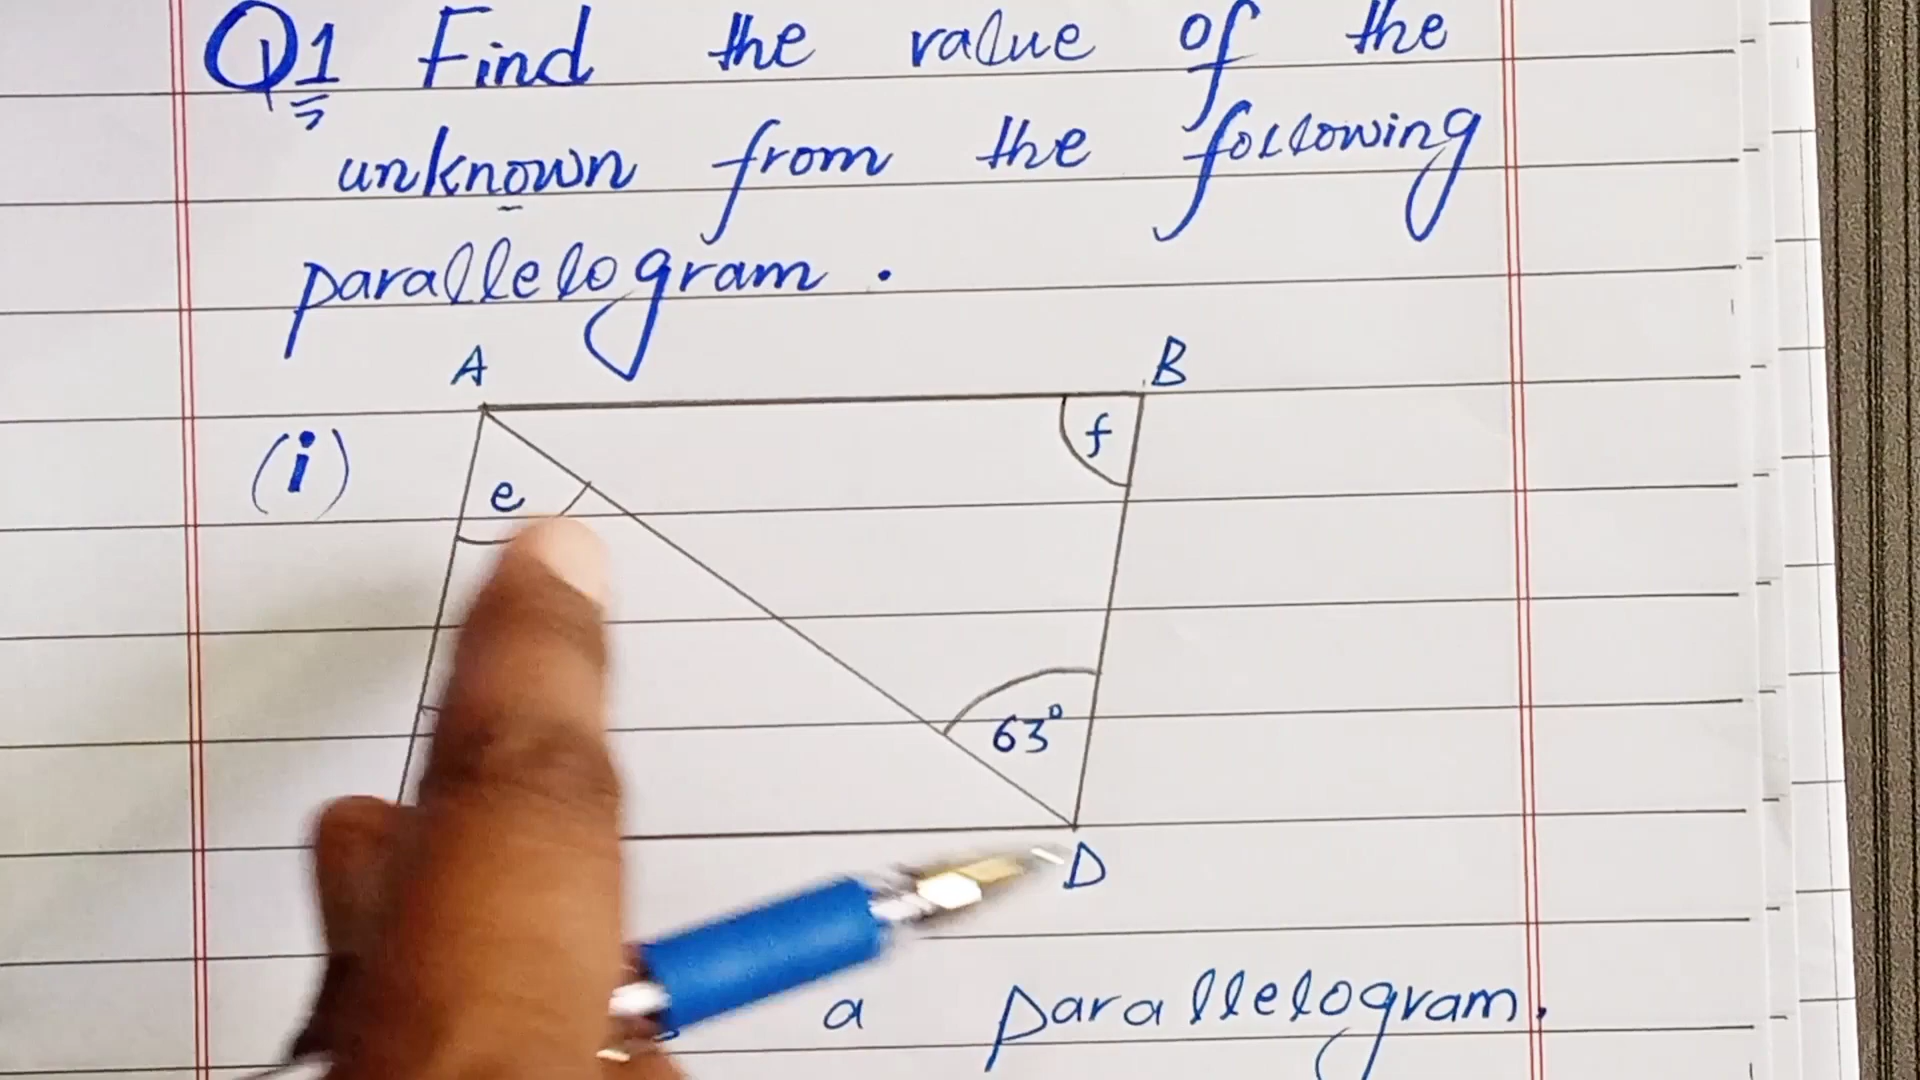 Q1 Find the value of the
unknown from the following
parallelogram.
A B
(i) e f
63°
D
a parallelogram.